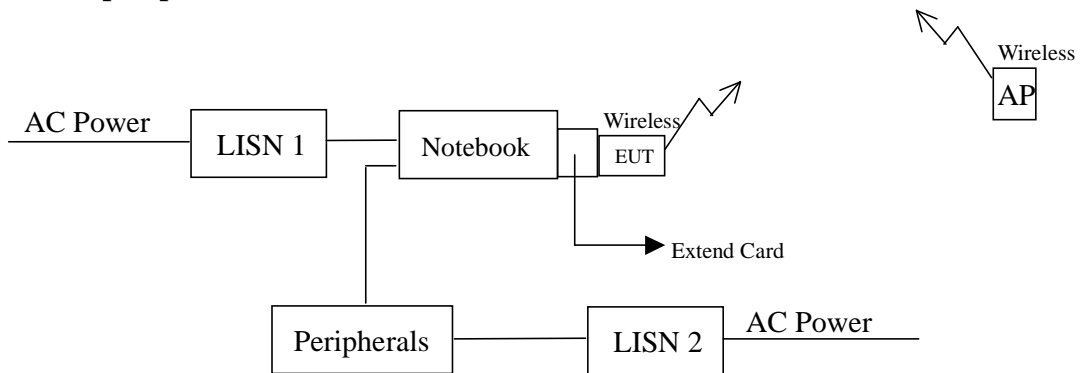 Wireless
AP
AC Power
LISN 1
Notebook
Wireless
EUT
Extend Card
Peripherals
LISN 2
AC Power